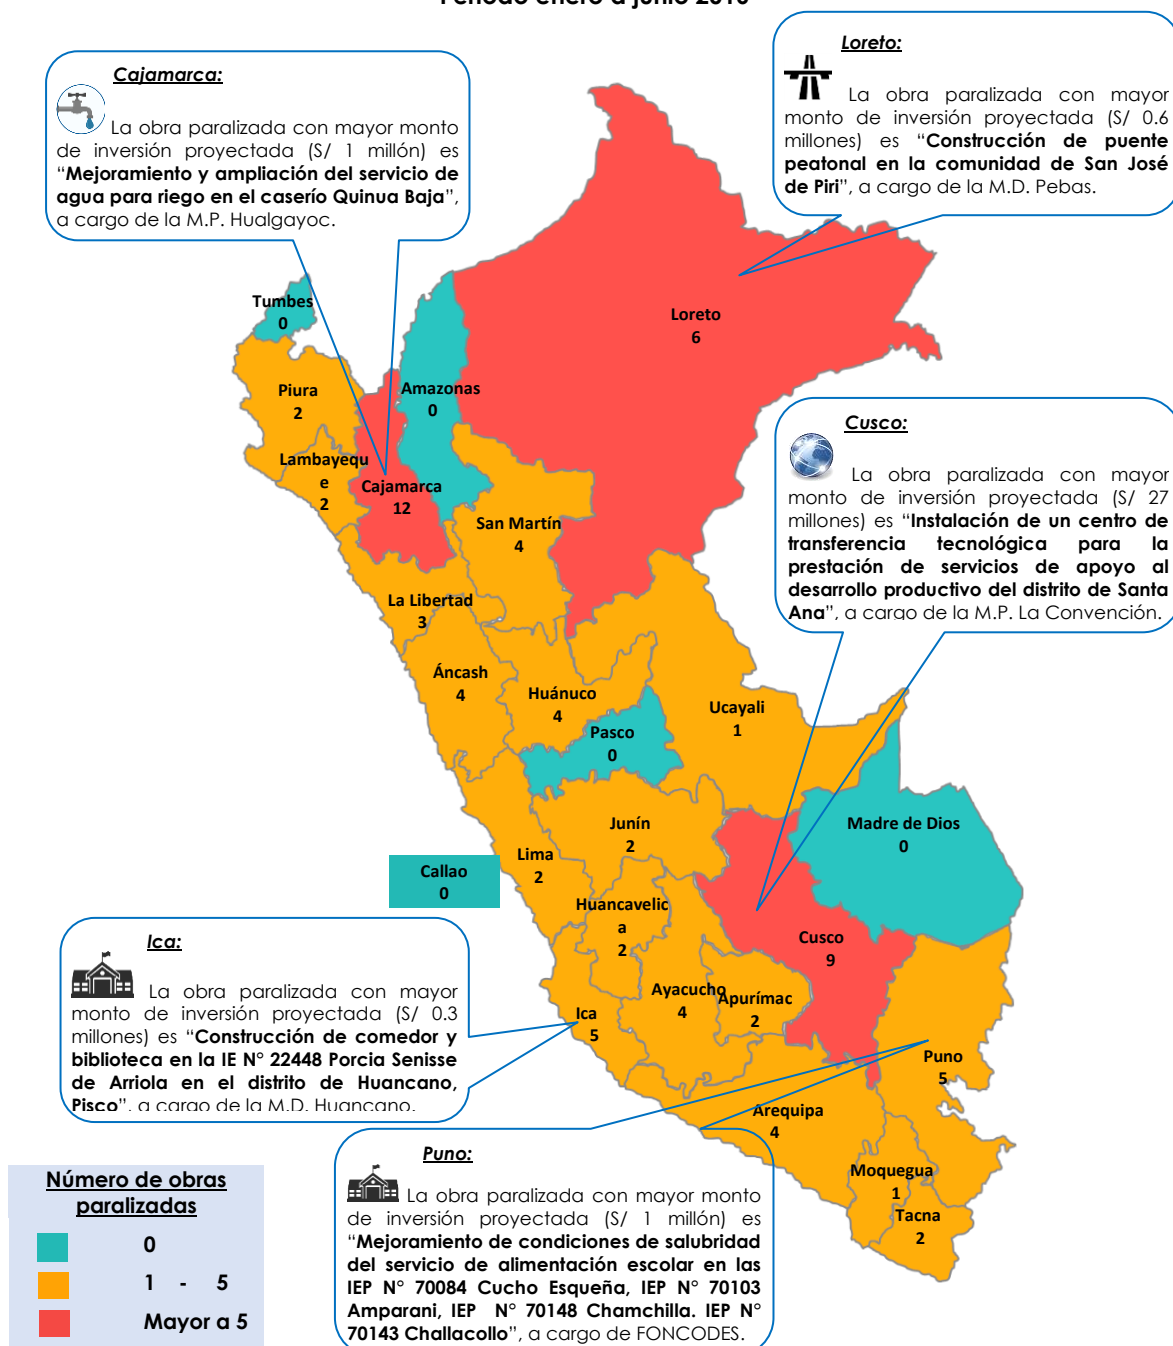 Período enero a junio 2018
Cajamarca:
La obra paralizada con mayor monto
de inversión proyectada (S/ 1 millón) es
“Mejoramiento y ampliación del servicio de
agua para riego en el caserío Quinua Baja”,
a cargo de la M.P. Hualgayoc.
Loreto:
La obra paralizada con mayor
monto de inversión proyectada (S/ 0.6
millones) es “Construcción de puente
peatonal en la comunidad de San José
de Piri”, a cargo de la M.D. Pebas.
Tumbes
0
Loreto
6
Piura
2
Amazonas
0
Lambayequ
e
2
Cajamarca
12
San Martín
4
Cusco:
La obra paralizada con mayor
monto de inversión proyectada (S/ 27
millones) es “Instalación de un centro de
transferencia tecnológica para la
prestación de servicios de apoyo al
desarrollo productivo del distrito de Santa
Ana”, a cargo de la M.P. La Convención.
La Libertad
3
Áncash
4
Huánuco
4
Ucayali
1
Pasco
0
Junín
2
Madre de Dios
0
Lima
2
Callao
0
Huancavelic
a
2
Cusco
9
Ayacucho
4
Apurímac
2
Ica
5
Puno
5
Arequipa
4
Moquegua
1
Tacna
2
Ica:
La obra paralizada con mayor
monto de inversión proyectada (S/ 0.3
millones) es “Construcción de comedor y
biblioteca en la IE N° 22448 Porcia Senisse
de Arriola en el distrito de Huancano,
Pisco”, a cargo de la M.D. Huancano.
Puno:
La obra paralizada con mayor monto
de inversión proyectada (S/ 1 millón) es
“Mejoramiento de condiciones de salubridad
del servicio de alimentación escolar en las
IEP N° 70084 Cucho Esqueña, IEP N° 70103
Amparani, IEP N° 70148 Chamchilla. IEP N°
70143 Challacollo”, a cargo de FONCODES.
Número de obras
paralizadas
0
1 - 5
Mayor a 5